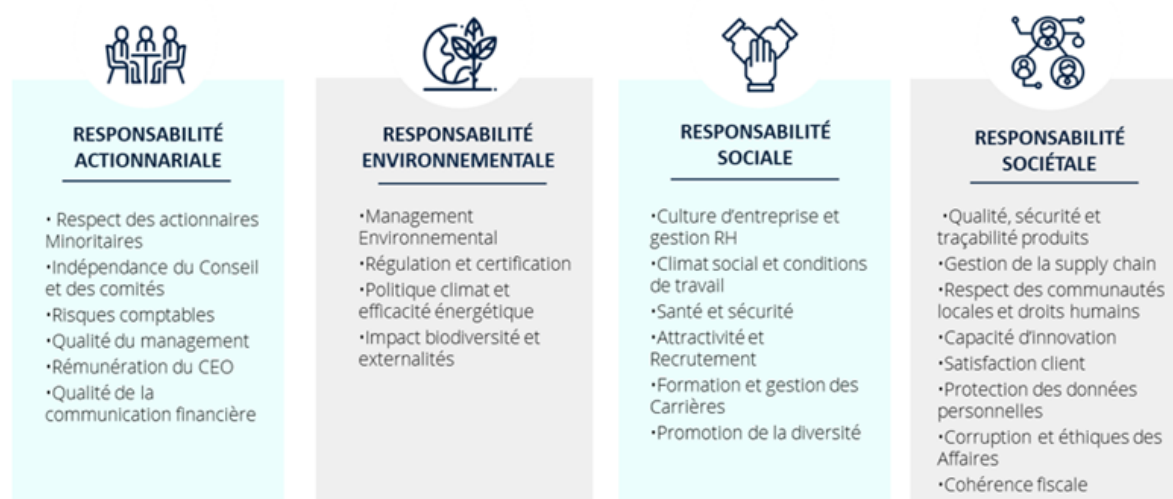 RESPONSABILITÉ
ACTIONNARIALE
• Respect des actionnaires
Minoritaires
•Indépendance du Conseil
et des comités
•Risques comptables
•Qualité du management
•Rémunération du CEO
•Qualité de la
communication financière
RESPONSABILITÉ
ENVIRONNEMENTALE
•Management
Environnemental
•Régulation et certification
•Politique climat et
efficacité énergétique
•Impact biodiversité et
externalités
RESPONSABILITÉ
SOCIALE
•Culture d’entreprise et
gestion RH
•Climat social et conditions
de travail
•Santé et sécurité
•Attractivité et
Recrutement
•Formation et gestion des
Carrières
•Promotion de la diversité
RESPONSABILITÉ
SOCIÉTALE
•Qualité, sécurité et
traçabilité produits
•Gestion de la supply chain
•Respect des communautés
locales et droits humains
•Capacité d’innovation
•Satisfaction client
•Protection des données
personnelles
•Corruption et éthiques des
Affaires
•Cohérence fiscale